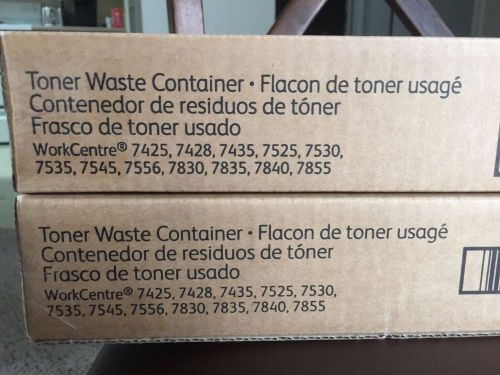 Toner Waste Container • Flacon de toner usagé
Contenedor de residuos de tóner
Frasco de toner usado
WorkCentre® 7425, 7428, 7435, 7525, 7530,
7535, 7545, 7556, 7830, 7835, 7840, 7855
Toner Waste Container • Flacon de toner usagé
Contenedor de residuos de tóner
Frasco de toner usado
WorkCentre® 7425, 7428, 7435, 7525, 7530,
7535, 7545, 7556, 7830, 7835, 7840, 7855